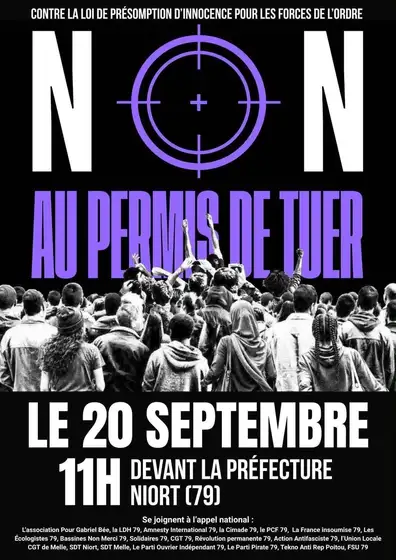 CONTRE LA LOI DE PRÉSOMPTION D'INNOCENCE POUR LES FORCES DE L'ORDRE
NON
AU PERMIS DE TUER
LE 20 SEPTEMBRE
11H DEVANT LA PRÉFECTURE
NIORT (79)
Se joignent à l'appel national :
L'association Pour Gabriel Bée, la LDH 79, Amnesty International 79, la Cimade 79, le PCF 79, La France insoumise 79, Les
Écologistes 79, Bassines Non Merci 79, Solidaires 79, CGT 79, Révolution permanente 79, Action Antifasciste 79, l'Union Locale
CGT de Melle, SDT Niort, SDT Melle, Le Parti Ouvrier Indépendant 79, Le Parti Pirate 79, Tekno Anti Rep Poitou, FSU 79